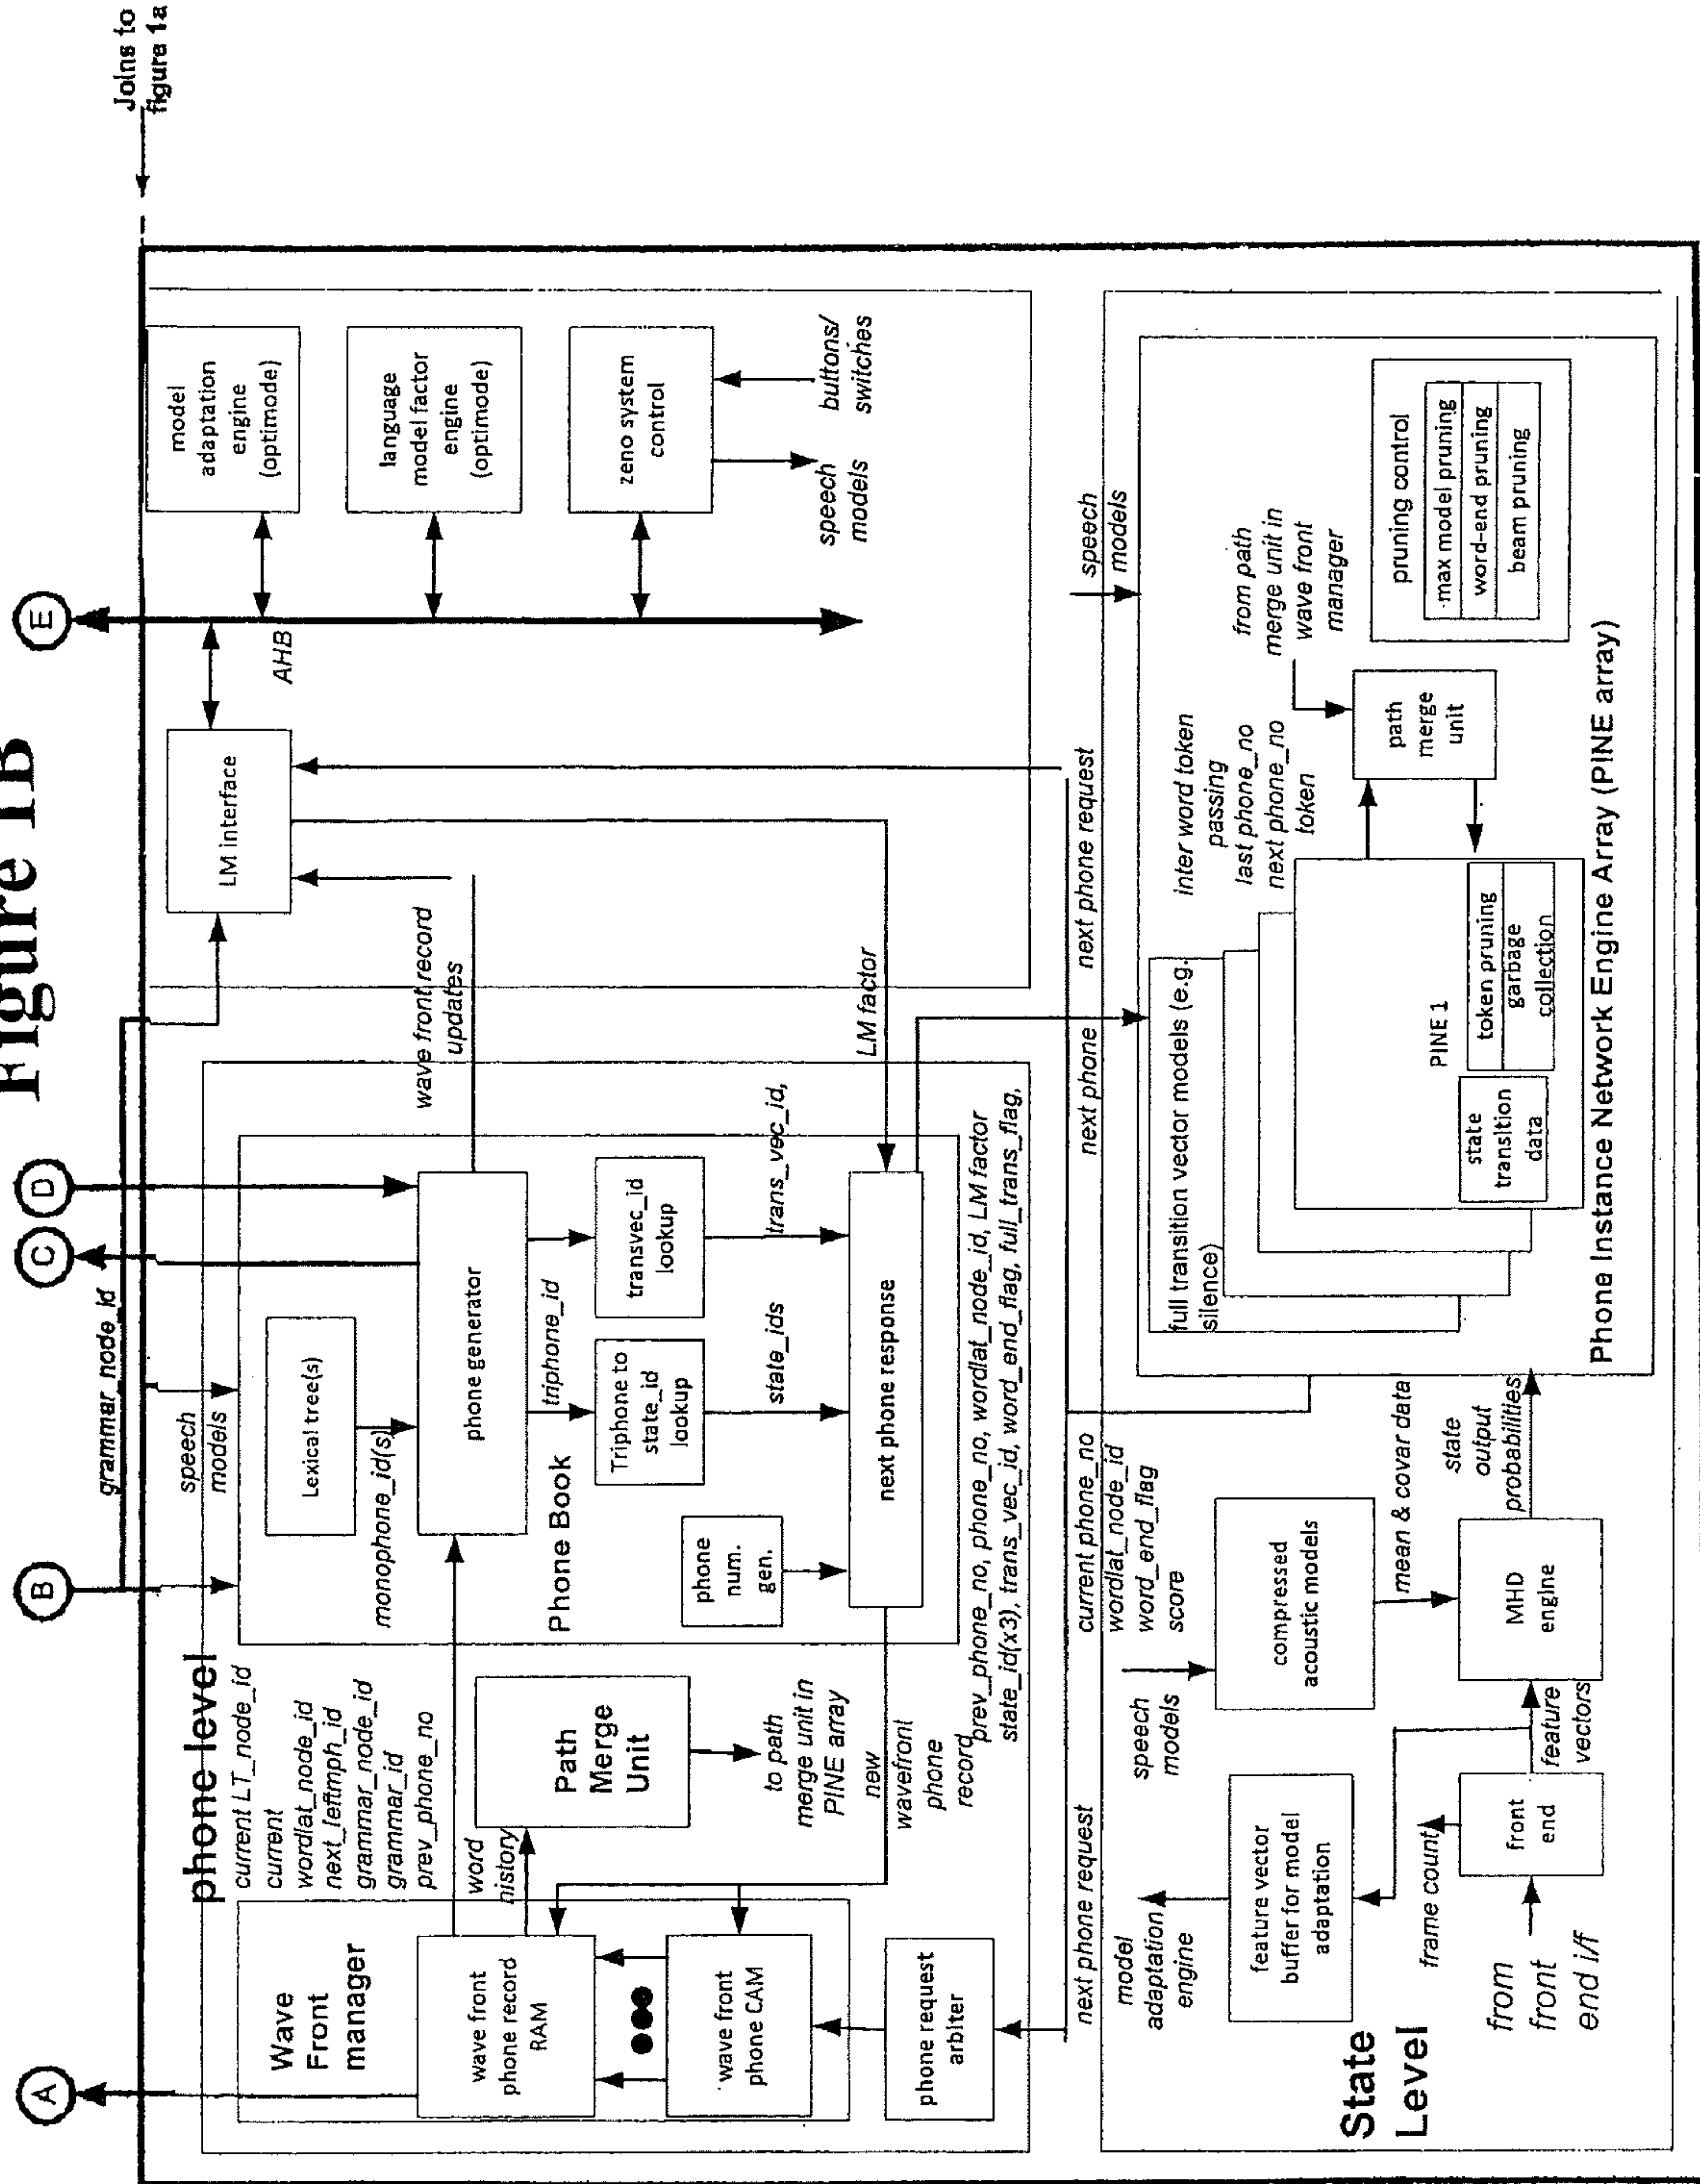 Figure 1B
Joins to
figure 1a
A
B
C
D
E
grammar_node_id
speech
models
phone level
current LT_node_id
current
wordlat_node_id
next_leftmph_id
grammar_node_id
grammar_id
prev_phone_no
Wave
Front
manager
wave front
phone record
RAM
wave front
phone CAM
phone request
arbiter
word
history
Path
Merge
Unit
to path
merge unit in
PINE array
new
wavefront
phone
record
Lexical tree(s)
monophone_id(s)
phone generator
Phone Book
triphone_id
Triphone to
state_id
lookup
transvec_id
lookup
phone
num.
gen.
state_ids
trans_vec_id,
next phone response
prev_phone_no, phone_no, wordlat_node_id, LM factor
state_id(x3), trans_vec_id, word_end_flag, full_trans_flag,
wave front record
updates
LM factor
LM interface
AHB
model
adaptation
engine
(optimode)
language
model factor
engine
(optimode)
zeno system
control
speech
models
buttons/
switches
next phone request
current phone_no
wordlat_node_id
word_end_flag
score
next phone
next phone request
speech
models
State
Level
model
adaptation
engine
feature vector
buffer for model
adaptation
frame count
from
front
end i/f
front
end
feature
vectors
speech
models
compressed
acoustic models
mean & covar data
MHD
engine
state
output
probabilities
full transition vector models (e.g.
silence)
PINE 1
state
transition
data
token pruning
garbage
collection
inter word token
passing
last phone_no
next phone_no
token
from path
merge unit in
wave front
manager
path
merge
unit
pruning control
max model pruning
word-end pruning
beam pruning
Phone Instance Network Engine Array (PINE array)